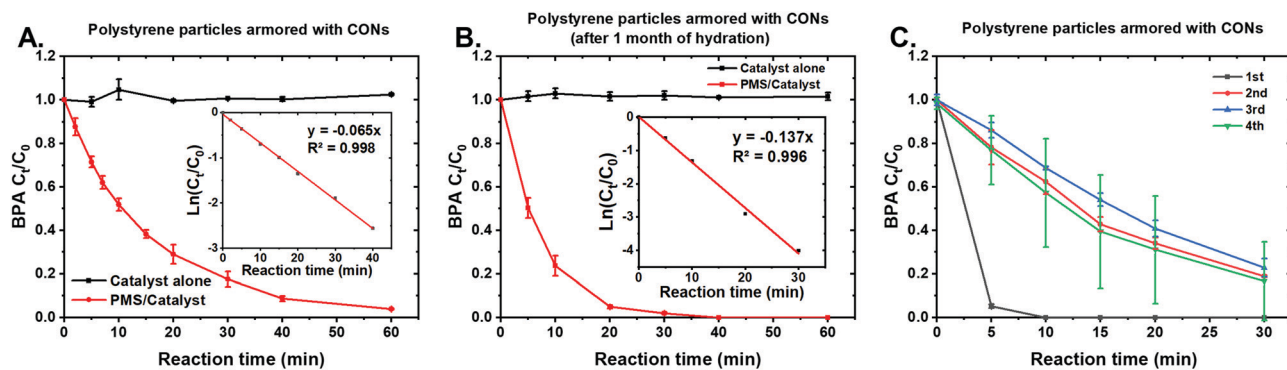 A.
Polystyrene particles armored with CONs
1.2
1.0
0.8
0.6
0.4
0.2
0.0
BPA Ct/C0
0
10
20
30
40
50
60
Reaction time (min)
Catalyst alone
PMS/Catalyst
y = -0.065x
R² = 0.998
0
-1
-2
-3
Ln(Ct/C0)
0
10
20
30
40
Reaction time (min)
B.
Polystyrene particles armored with CONs
(after 1 month of hydration)
1.2
1.0
0.8
0.6
0.4
0.2
0.0
BPA Ct/C0
0
10
20
30
40
50
60
Reaction time (min)
Catalyst alone
PMS/Catalyst
y = -0.137x
R² = 0.996
0
-1
-2
-3
-4
Ln(Ct/C0)
0
10
20
30
Reaction time (min)
C.
Polystyrene particles armored with CONs
1.2
1.0
0.8
0.6
0.4
0.2
0.0
BPA Ct/C0
0
5
10
15
20
25
30
Reaction time (min)
1st
2nd
3rd
4th